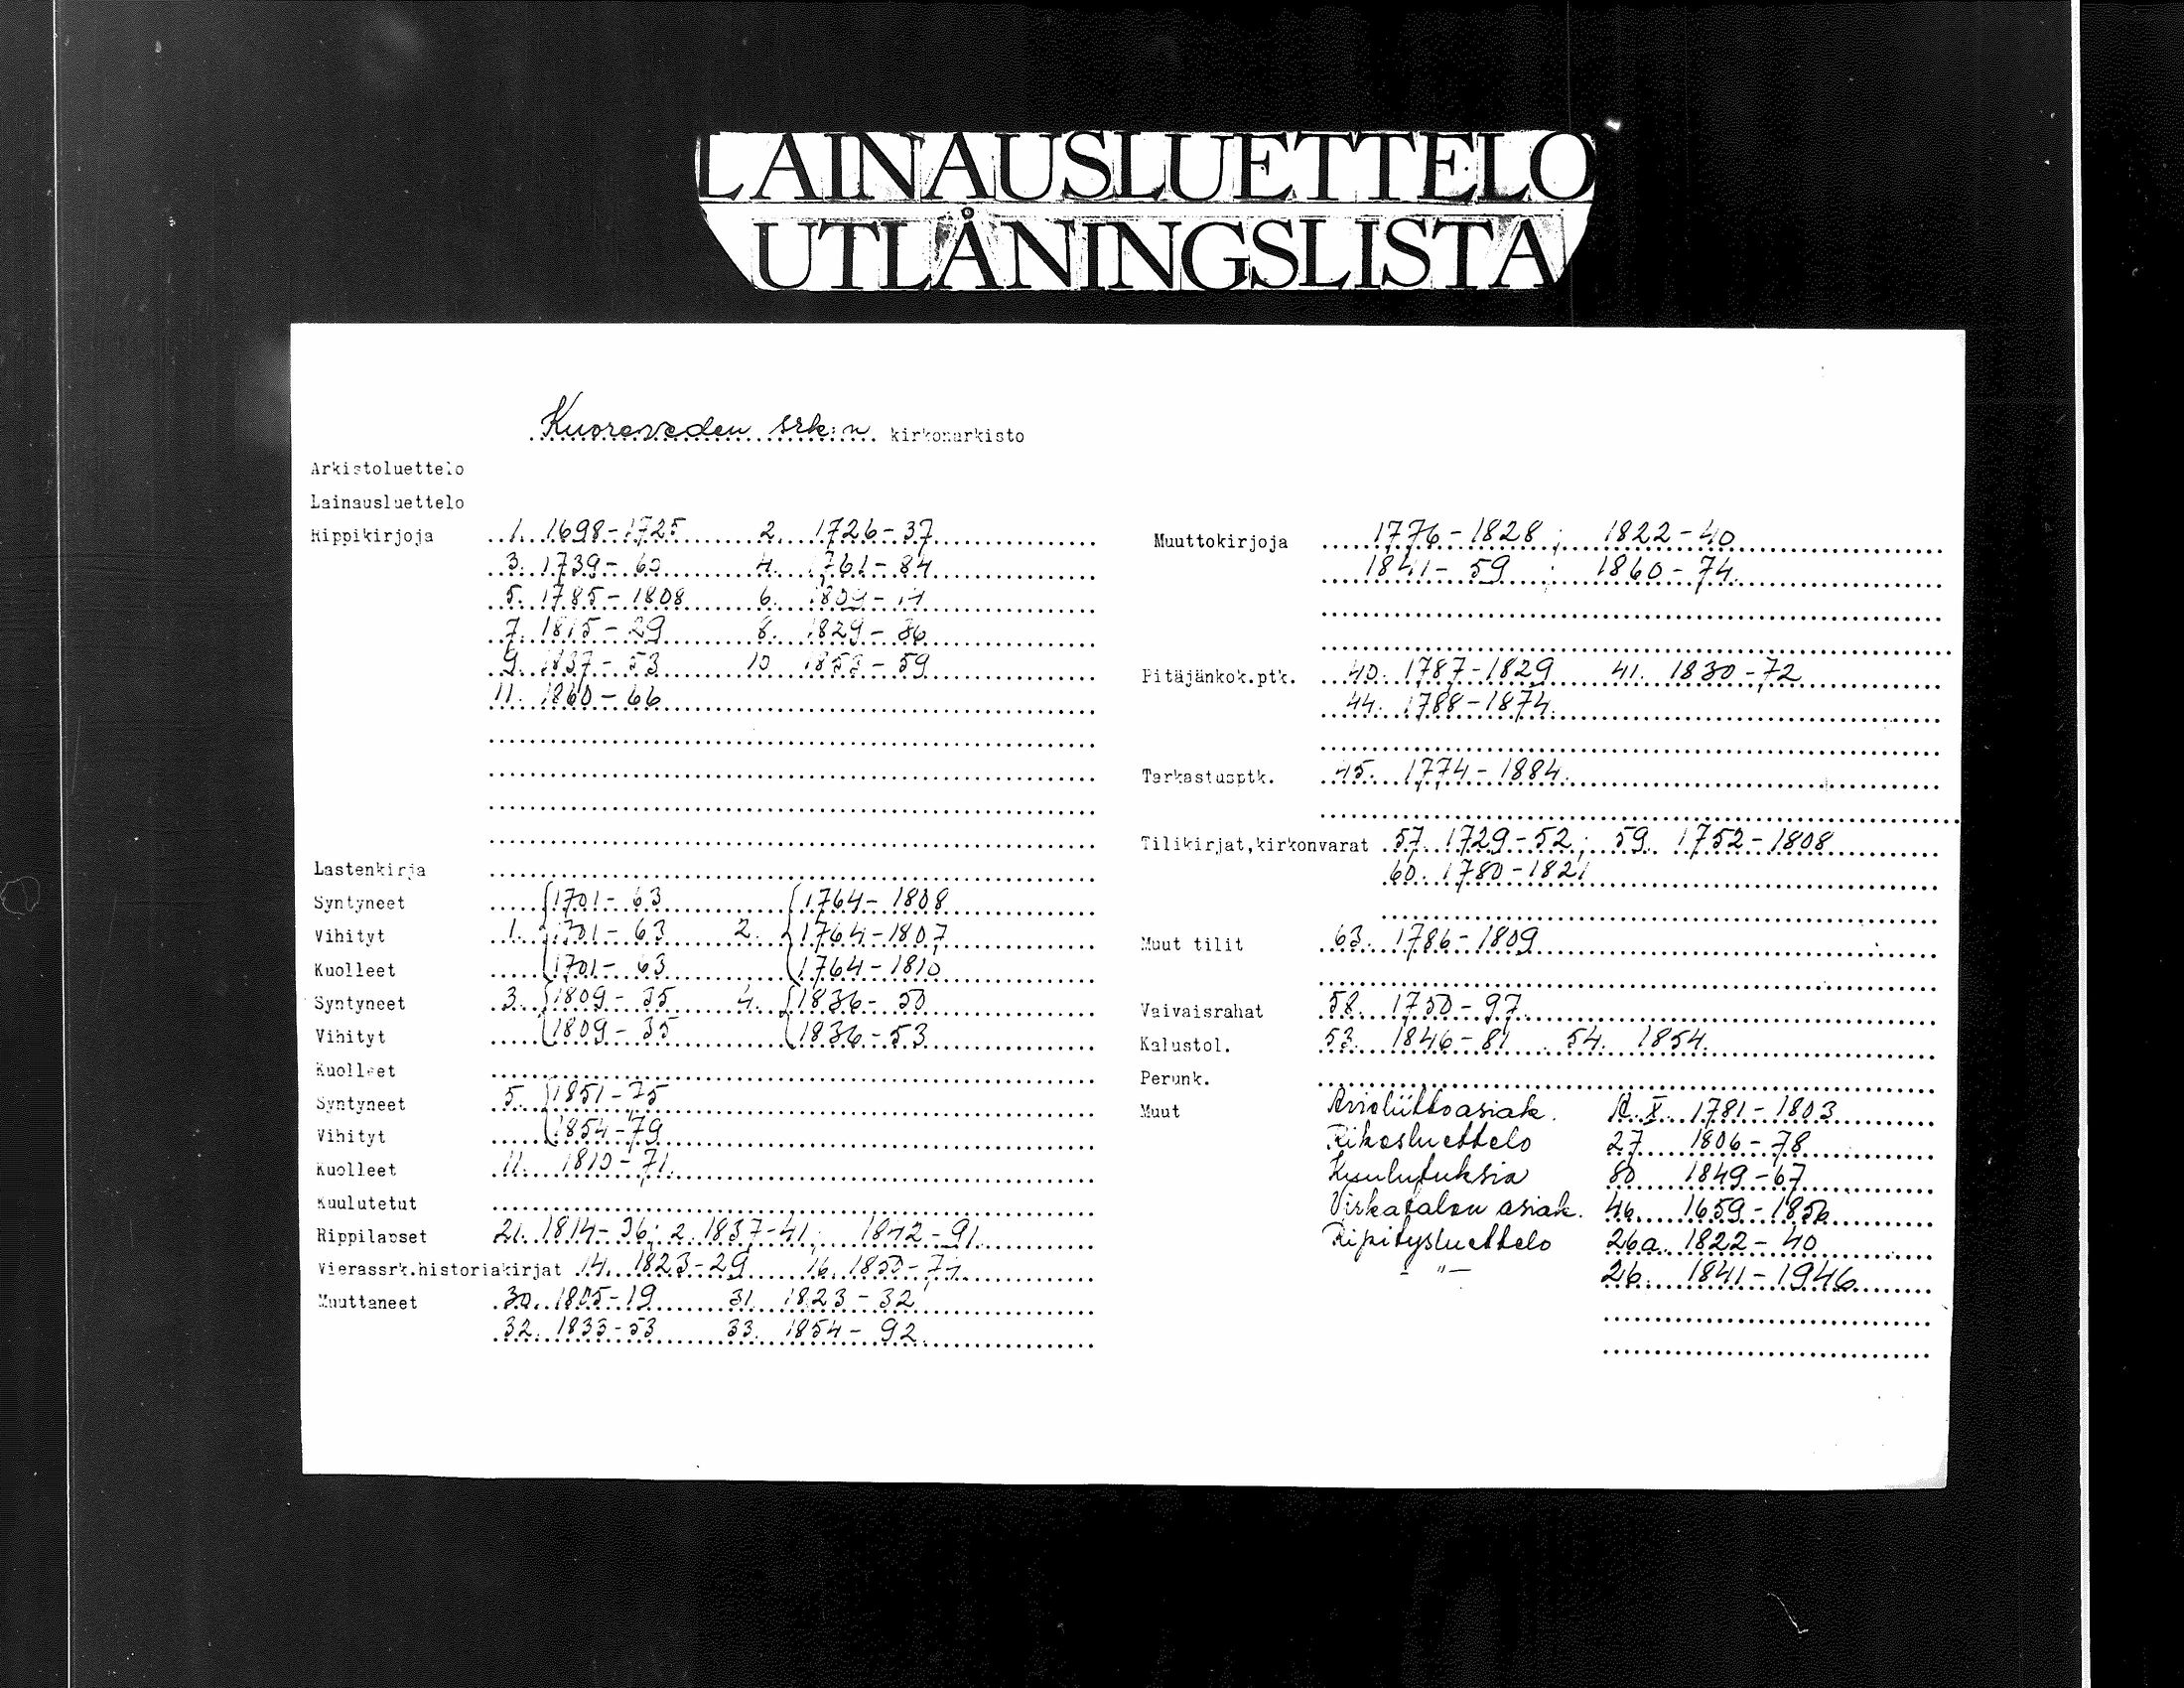 LAINAUSLUETTELO
UTLÅNINGSLISTA
Kuoreveden srk:n kirkonarkisto
Arkistoluettelo
Lainausluettelo
Rippikirjoja 1. 1698-1725 2. 1726-37
3. 1739-60 4. 1761-84
5. 1785-1808 6. 1809-14
7. 1815-29 8. 1829-36
9. 1837-53 10 1853-59
11. 1860-66
Lastenkirja
Syntyneet 1701-63 1764-1808
Vihityt 1. 1701-63 2. 1764-1807
Kuolleet 1701-63 1764-1810
Syntyneet 3. 1809-35 4. 1836-50
Vihityt 1809-35 1836-53
Kuolleet
Syntyneet 5. 1851-75
Vihityt 1854-79
Kuolleet 11. 1810-71
Kuulutetut
Rippilapset 21. 1814-36; 2. 1837-41; 1842-91
Vierassrk.historiakirjat 14. 1823-29 16. 1850-71
Muuttaneet 30. 1805-19 31. 1823-32
32. 1833-53 33. 1854-92
Muuttokirjoja 1776-1828; 1822-40
1841-59; 1860-74
Pitäjänkok.ptk. 40. 1787-1829 41. 1830-72
44. 1788-1874
Tarkastusptk. 45. 1774-1884
Tilikirjat,kirkonvarat 57. 1729-52; 59. 1752-1808
60. 1780-1821
Muut tilit 63. 1786-1809
Vaivaisrahat 58. 1750-97
Kalustol. 53. 1846-81 54. 1854
Perunk.
Muut Avioliittoasiak. 1781-1803
Rikosluettelo 27 1806-78
Kuulutuksia 80 1849-67
Virkatalon asiak. 46. 1659-1856
Ripitysluettelo 26a. 1822-40
-"- 26. 1841-1946